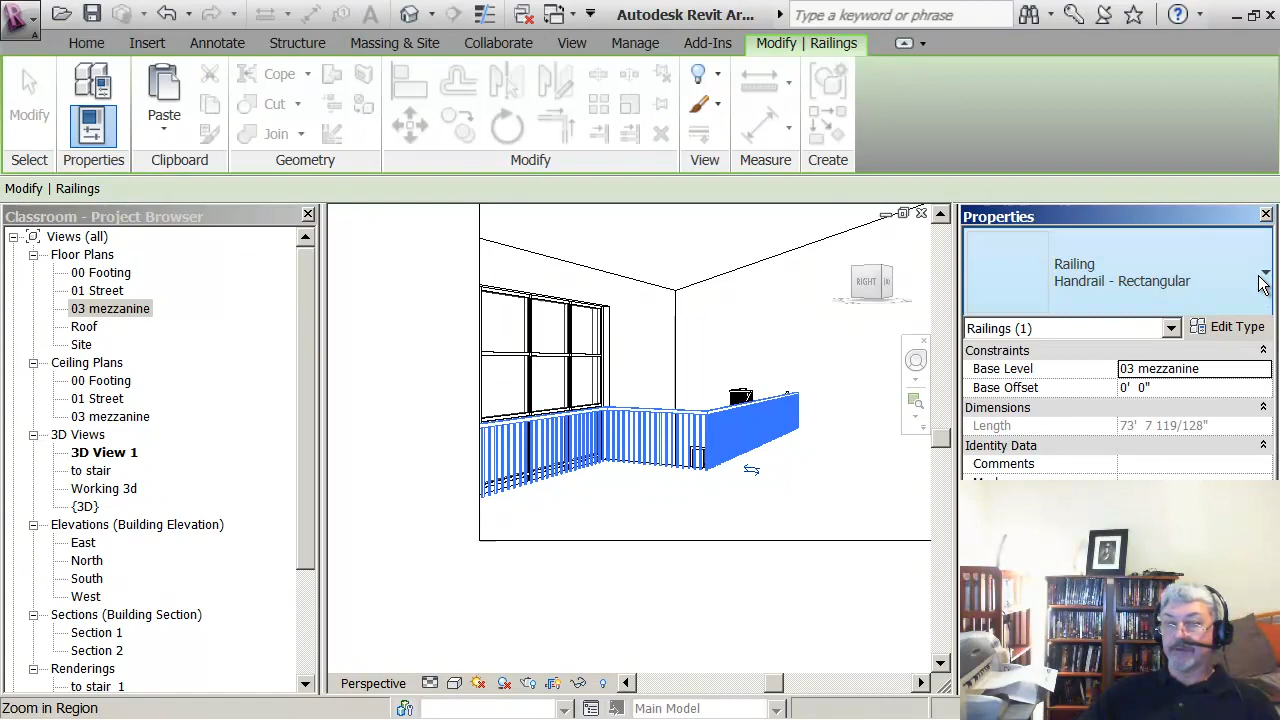 Autodesk Revit Ar...
Type a keyword or phrase
Home Insert Annotate Structure Massing & Site Collaborate View Manage Add-Ins Modify | Railings
Modify
Paste
Cope
Cut
Join
Select Properties Clipboard Geometry Modify View Measure Create
Modify | Railings
Classroom - Project Browser
Views (all)
Floor Plans
00 Footing
01 Street
03 mezzanine
Roof
Site
Ceiling Plans
00 Footing
01 Street
03 mezzanine
3D Views
3D View 1
to stair
Working 3d
{3D}
Elevations (Building Elevation)
East
North
South
West
Sections (Building Section)
Section 1
Section 2
Renderings
to stair_1
RIGHT
Perspective
Properties
Railing
Handrail - Rectangular
Railings (1)
Edit Type
Constraints
Base Level 03 mezzanine
Base Offset 0' 0"
Dimensions
Length 73' 7 119/128"
Identity Data
Comments
Zoom in Region
Main Model